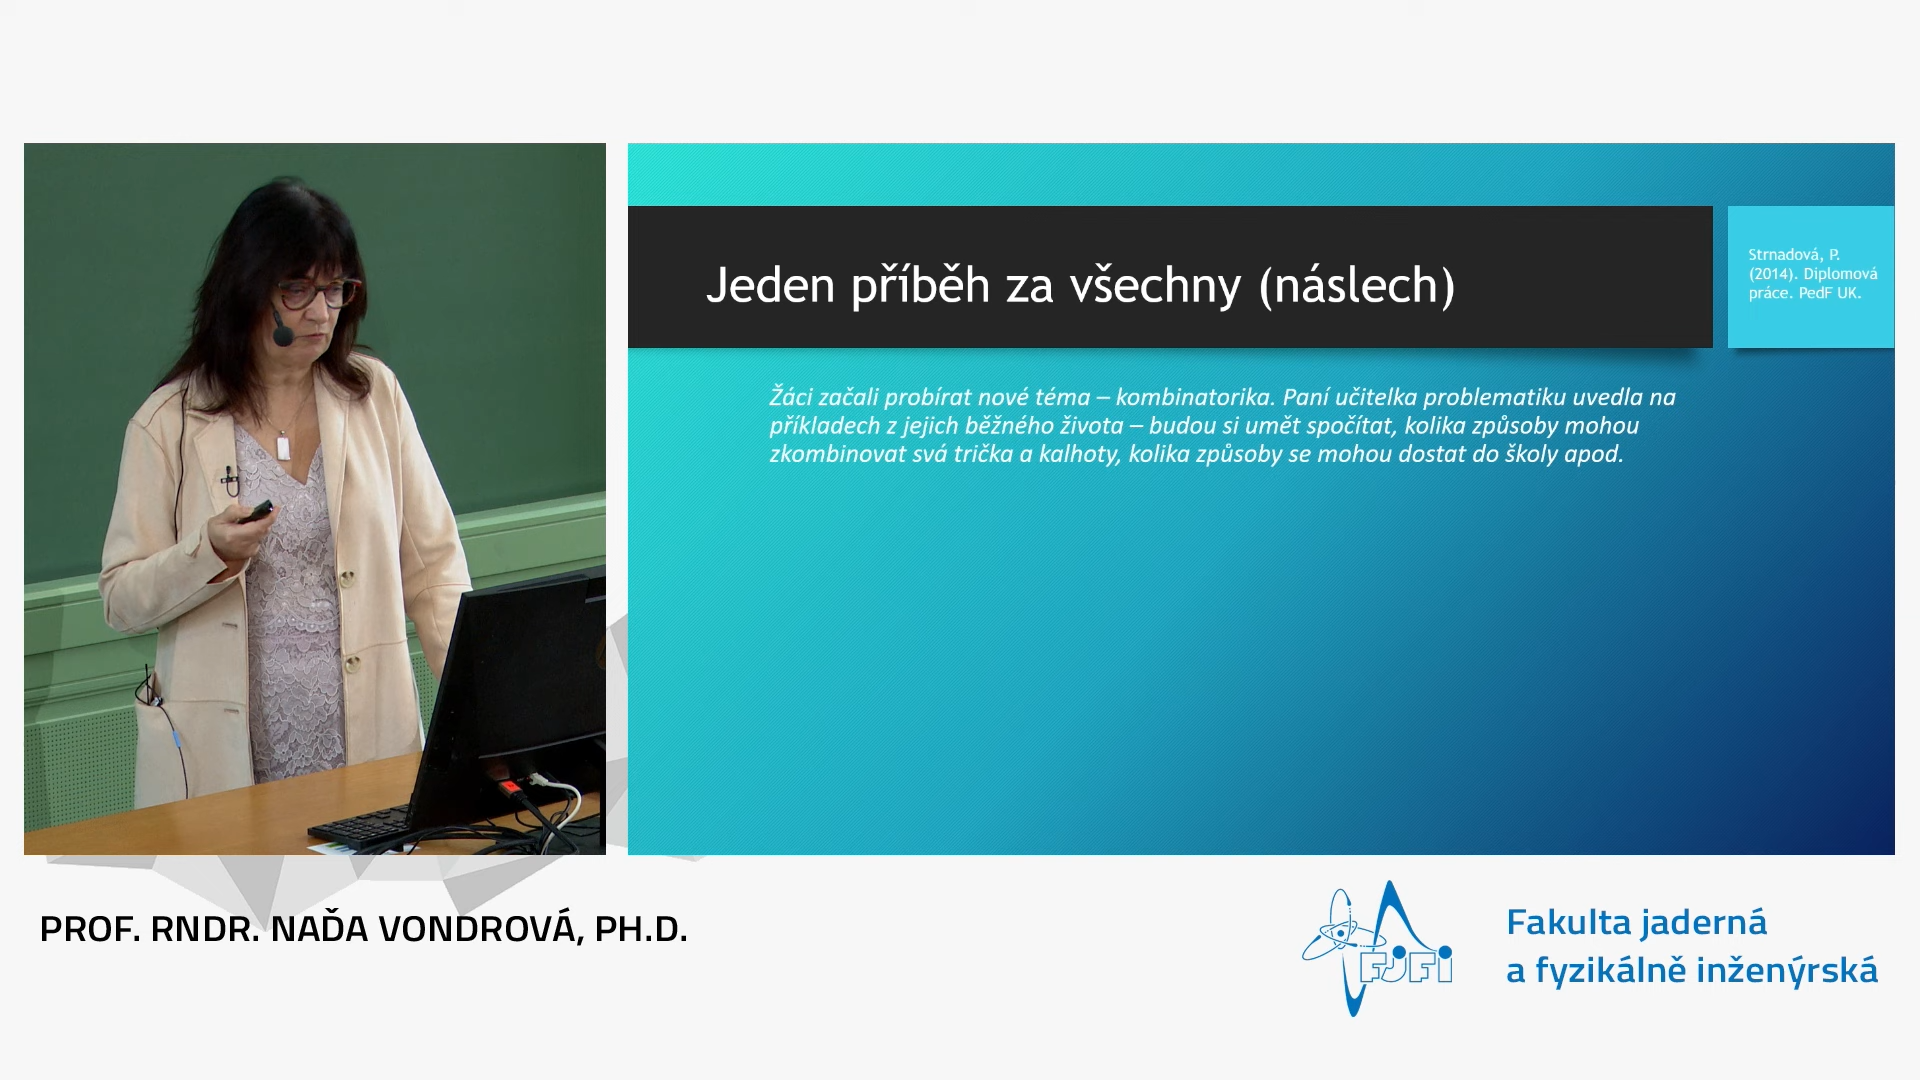 Jeden příběh za všechny (náslech)
Strnadová, P.
(2014). Diplomová
práce. PedF UK.
Žáci začali probírat nové téma – kombinatorika. Paní učitelka problematiku uvedla na
příkladech z jejich běžného života – budou si umět spočítat, kolika způsoby mohou
zkombinovat svá trička a kalhoty, kolika způsoby se mohou dostat do školy apod.
PROF. RNDR. NAĎA VONDROVÁ, PH.D.
FJFI
Fakulta jaderná
a fyzikálně inženýrská